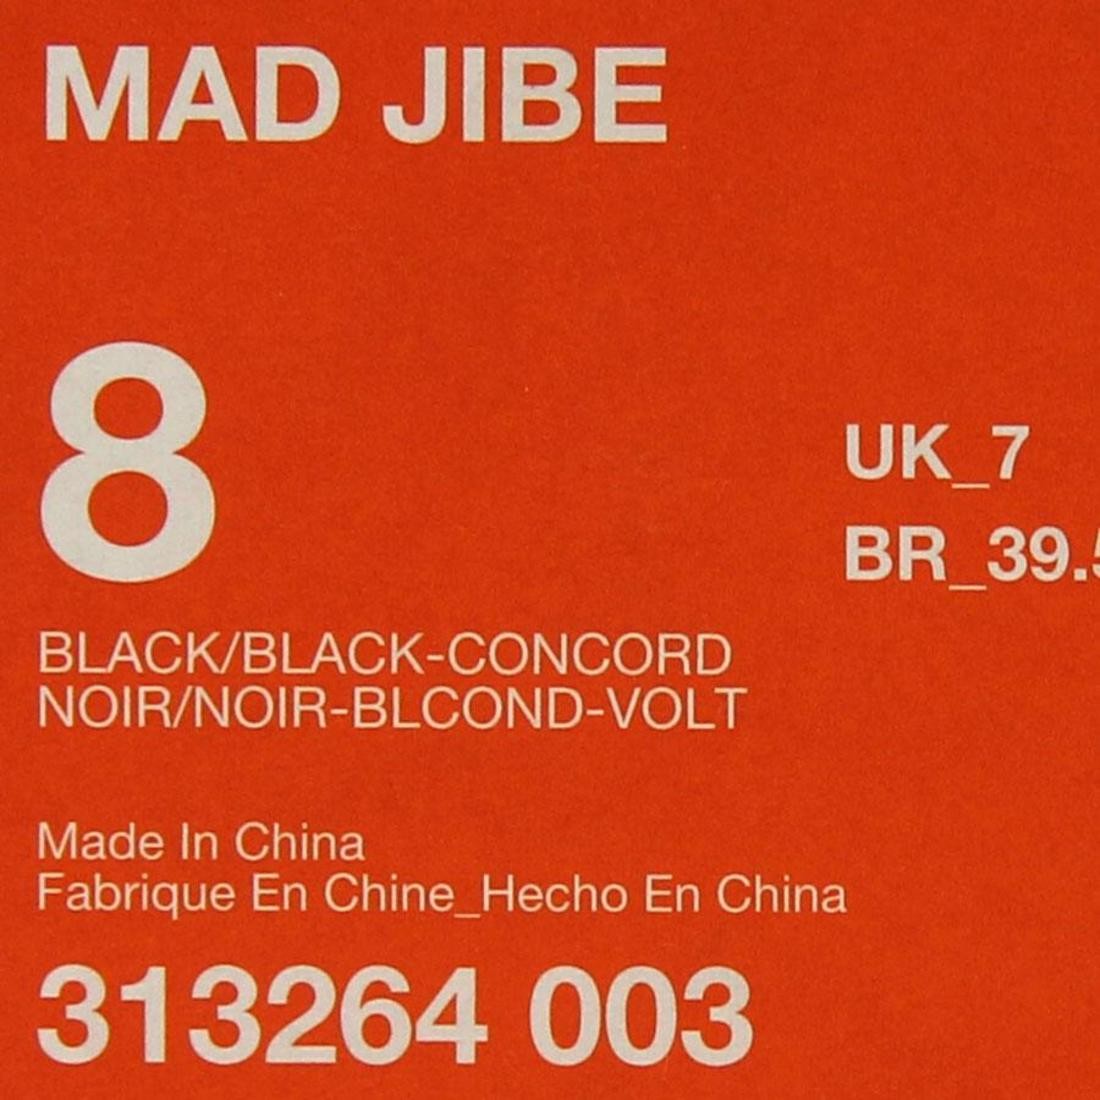 MAD JIBE
8
UK_7
BR_39.5
BLACK/BLACK-CONCORD
NOIR/NOIR-BLCOND-VOLT
Made In China
Fabrique En Chine_Hecho En China
313264 003